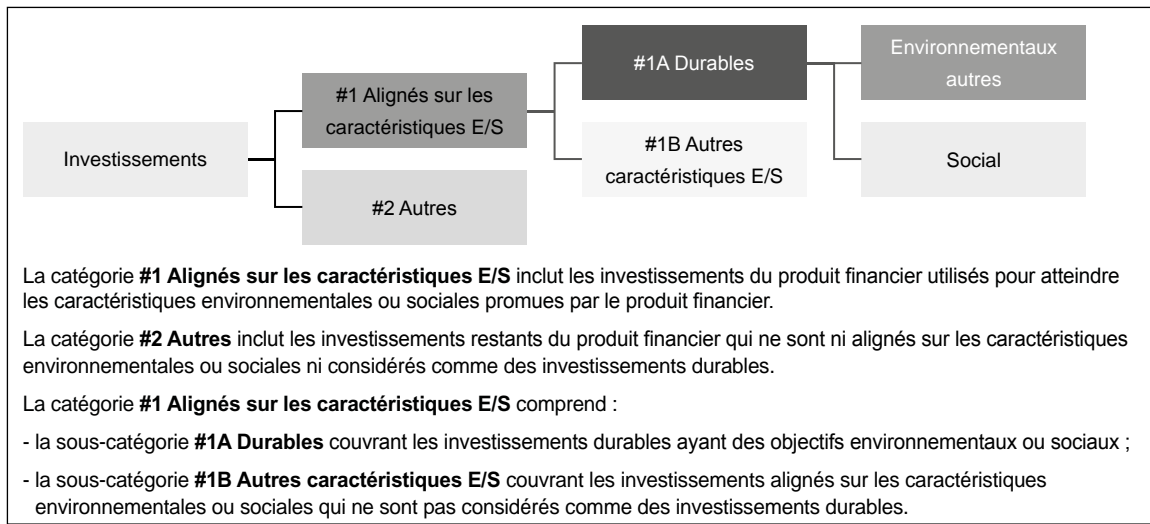 #1A Durables
Environnementaux
autres
#1 Alignés sur les
caractéristiques E/S
Investissements
#1B Autres
caractéristiques E/S
Social
#2 Autres
La catégorie #1 Alignés sur les caractéristiques E/S inclut les investissements du produit financier utilisés pour atteindre
les caractéristiques environnementales ou sociales promues par le produit financier.
La catégorie #2 Autres inclut les investissements restants du produit financier qui ne sont ni alignés sur les caractéristiques
environnementales ou sociales ni considérés comme des investissements durables.
La catégorie #1 Alignés sur les caractéristiques E/S comprend :
- la sous-catégorie #1A Durables couvrant les investissements durables ayant des objectifs environnementaux ou sociaux ;
- la sous-catégorie #1B Autres caractéristiques E/S couvrant les investissements alignés sur les caractéristiques
environnementales ou sociales qui ne sont pas considérés comme des investissements durables.